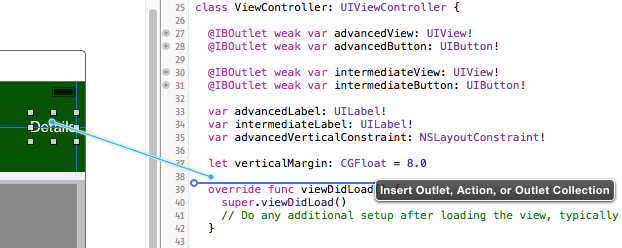 25
class ViewController: UIViewController {
26
27
@IBOutlet weak var advancedView: UIView!
28
@IBOutlet weak var advancedButton: UIButton!
29
30
@IBOutlet weak var intermediateView: UIView!
31
@IBOutlet weak var intermediateButton: UIButton!
32
33
var advancedLabel: UILabel!
34
var intermediateLabel: UILabel!
35
var advancedVerticalConstraint: NSLayoutConstraint!
36
37
let verticalMargin: CGFloat = 8.0
38
39
override func viewDidLoad
40
super.viewDidLoad()
41
// Do any additional setup after loading the view, typically
42
}
43
Details
Insert Outlet, Action, or Outlet Collection